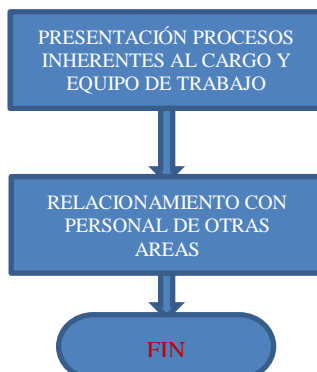 PRESENTACIÓN PROCESOS
INHERENTES AL CARGO Y
EQUIPO DE TRABAJO
RELACIONAMIENTO CON
PERSONAL DE OTRAS
AREAS
FIN